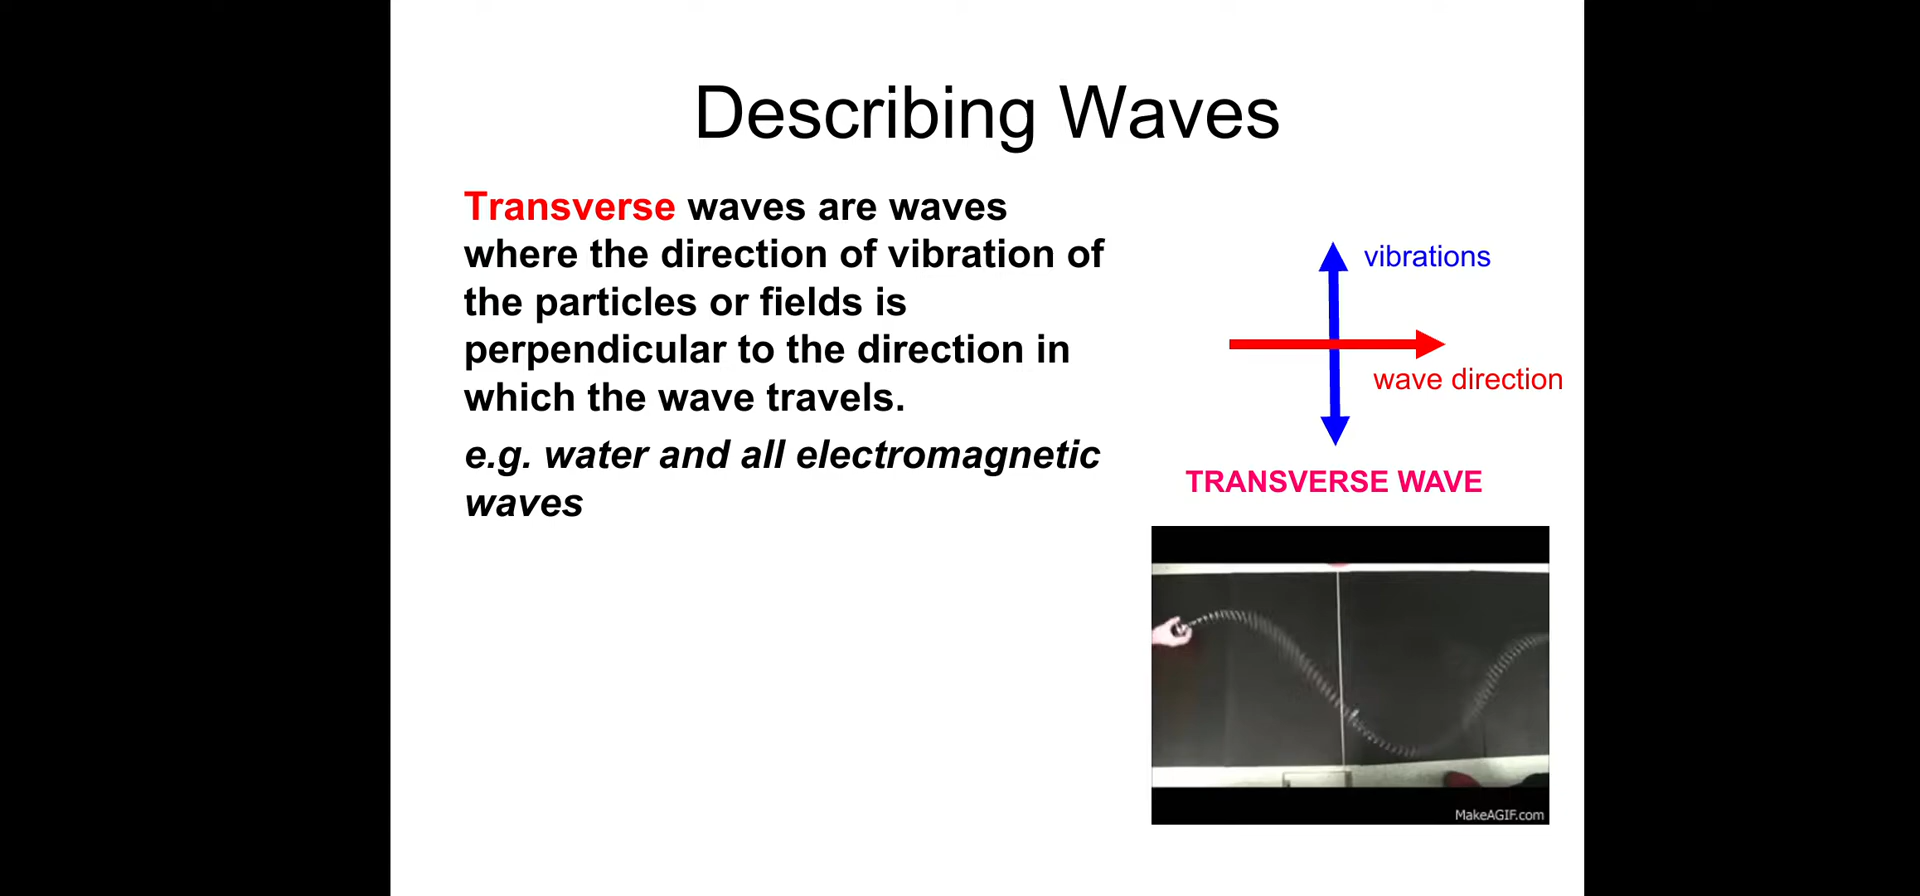 Describing Waves
Transverse waves are waves
where the direction of vibration of
the particles or fields is
perpendicular to the direction in
which the wave travels.
e.g. water and all electromagnetic
waves
vibrations
wave direction
TRANSVERSE WAVE
MakeAGIF.com